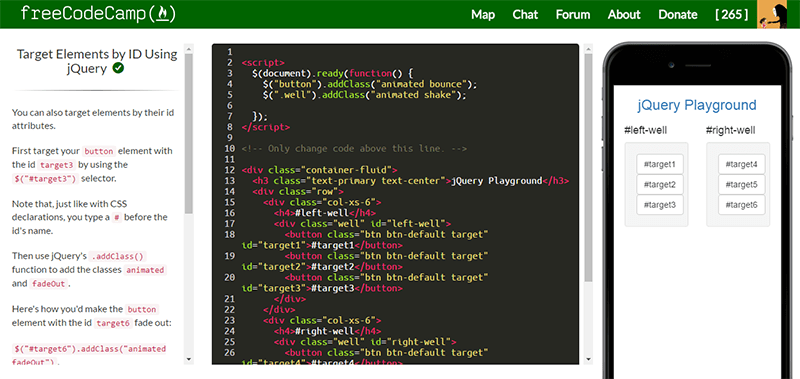 freeCodeCamp
Map Chat Forum About Donate [ 265 ]
Target Elements by ID Using
jQuery
You can also target elements by their id
attributes.
First target your button element with
the id target3 by using the
$("#target3") selector.
Note that, just like with CSS
declarations, you type a # before the
id's name.
Then use jQuery's .addClass()
function to add the classes animated
and fadeOut.
Here's how you'd make the button
element with the id target6 fade out:
$("#target6").addClass("animated
fadeOut").
1
2 <script>
3 $(document).ready(function() {
4 $("button").addClass("animated bounce");
5 $(".well").addClass("animated shake");
6
7 });
8 </script>
9
10 <!-- Only change code above this line. -->
11
12 <div class="container-fluid">
13 <h3 class="text-primary text-center">jQuery Playground</h3>
14 <div class="row">
15 <div class="col-xs-6">
16 <h4>#left-well</h4>
17 <div class="well" id="left-well">
18 <button class="btn btn-default target"
id="target1">#target1</button>
19 <button class="btn btn-default target"
id="target2">#target2</button>
20 <button class="btn btn-default target"
id="target3">#target3</button>
21 </div>
22 </div>
23 <div class="col-xs-6">
24 <h4>#right-well</h4>
25 <div class="well" id="right-well">
26 <button class="btn btn-default target"
id="target4">#target4</button>
jQuery Playground
#left-well
#target1
#target2
#target3
#right-well
#target4
#target5
#target6